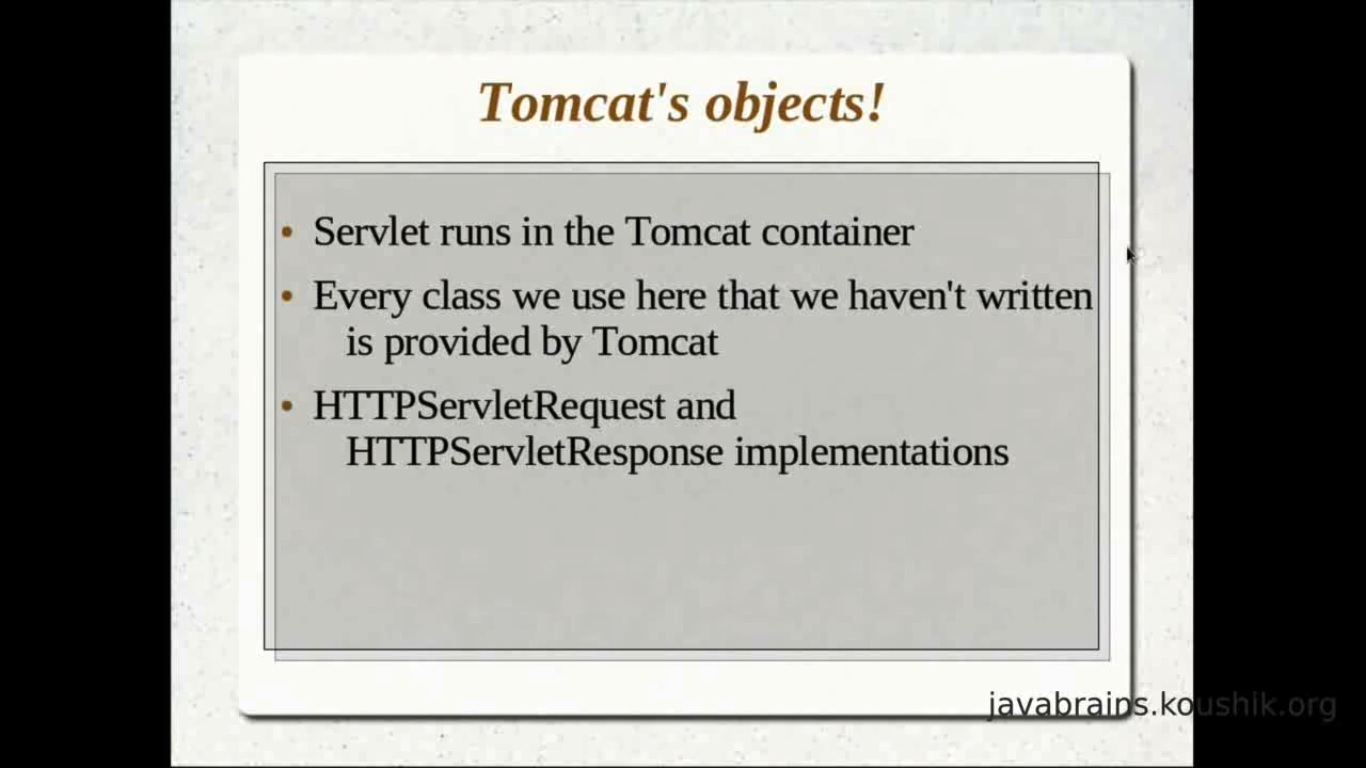 Tomcat's objects!
• Servlet runs in the Tomcat container
• Every class we use here that we haven't written
is provided by Tomcat
• HTTPServletRequest and
HTTPServletResponse implementations
javabrains.koushik.org